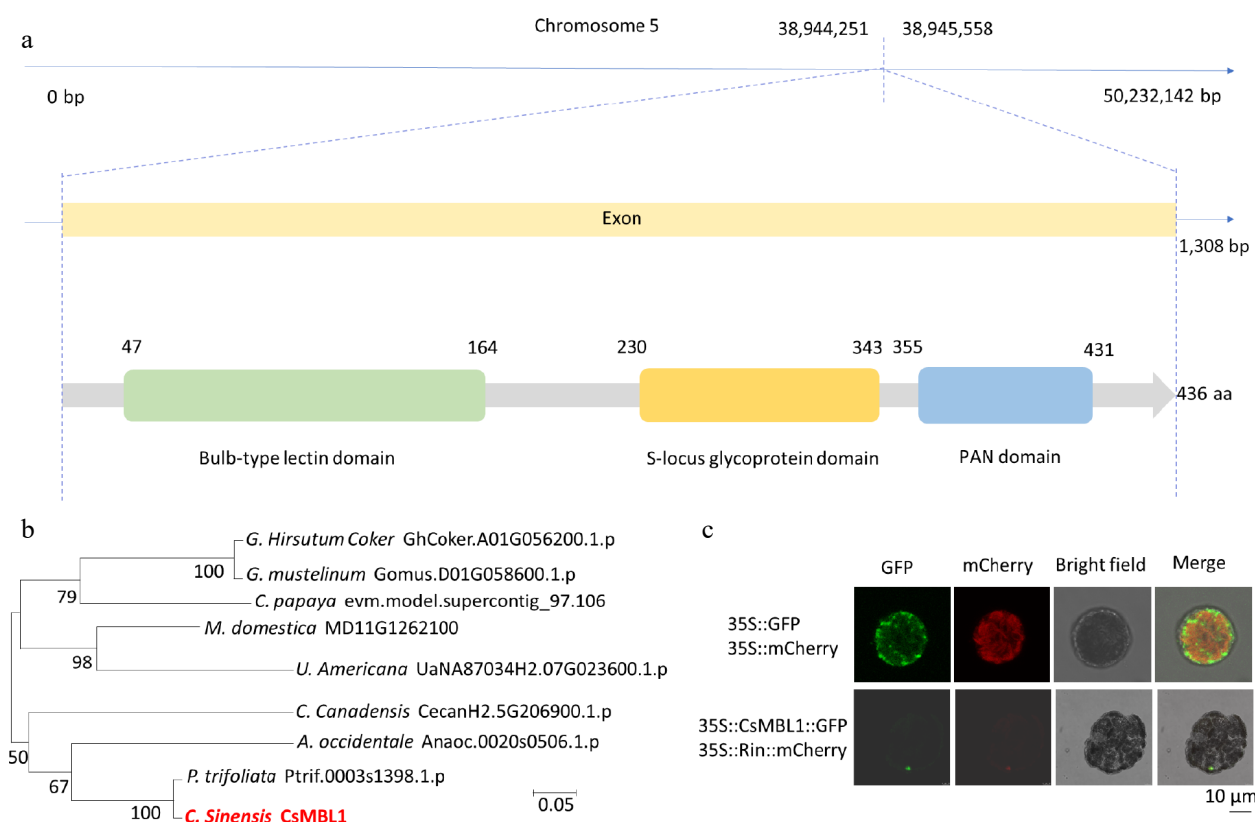 a
Chromosome 5
38,944,251
38,945,558
0 bp
50,232,142 bp
Exon
1,308 bp
47
164
230
343
355
431
436 aa
Bulb-type lectin domain
S-locus glycoprotein domain
PAN domain
b
G. Hirsutum Coker GhCoker.A01G056200.1.p
100
G. mustelinum Gomus.D01G058600.1.p
79
C. papaya evm.model.supercontig_97.106
M. domestica MD11G1262100
98
U. Americana UaNA87034H2.07G023600.1.p
C. Canadensis CecanH2.5G206900.1.p
50
A. occidentale Anaoc.0020s0506.1.p
67
P. trifoliata Ptrif.0003s1398.1.p
100
C. Sinensis CsMBL1
0.05
c
GFP
mCherry
Bright field
Merge
35S::GFP
35S::mCherry
35S::CsMBL1::GFP
35S::Rin::mCherry
10 μm